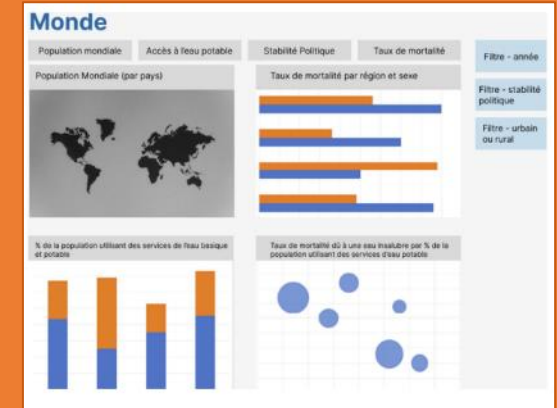 Monde
Population mondiale
Accès à l'eau potable
Stabilité Politique
Taux de mortalité
Filtre - année
Filtre - stabilité
politique
Filtre - urbain
ou rural
Population Mondiale (par pays)
Taux de mortalité par région et sexe
% de la population utilisant des services de l'eau basique
et potable
Taux de mortalité dû à une eau insalubre par % de la
population utilisant des services d'eau potable